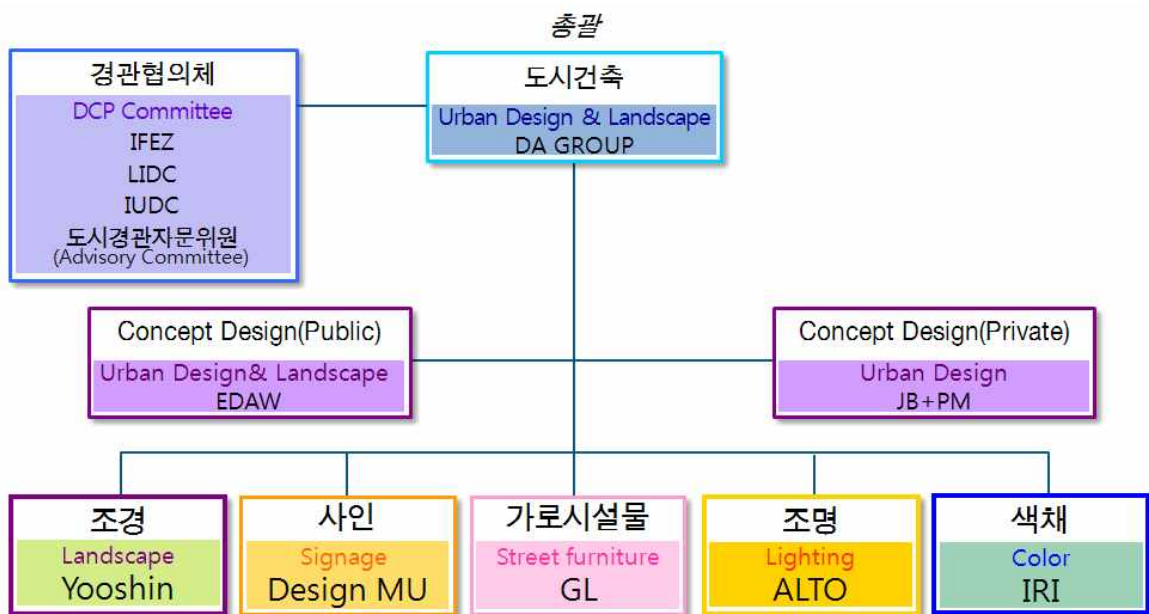 총괄
경관협의체
DCP Committee
IFEZ
LIDC
IUDC
도시경관자문위원
(Advisory Committee)
도시건축
Urban Design & Landscape
DA GROUP
Concept Design(Public)
Urban Design& Landscape
EDAW
Concept Design(Private)
Urban Design
JB+PM
조경
Landscape
Yooshin
사인
Signage
Design MU
가로시설물
Street furniture
GL
조명
Lighting
ALTO
색채
Color
IRI